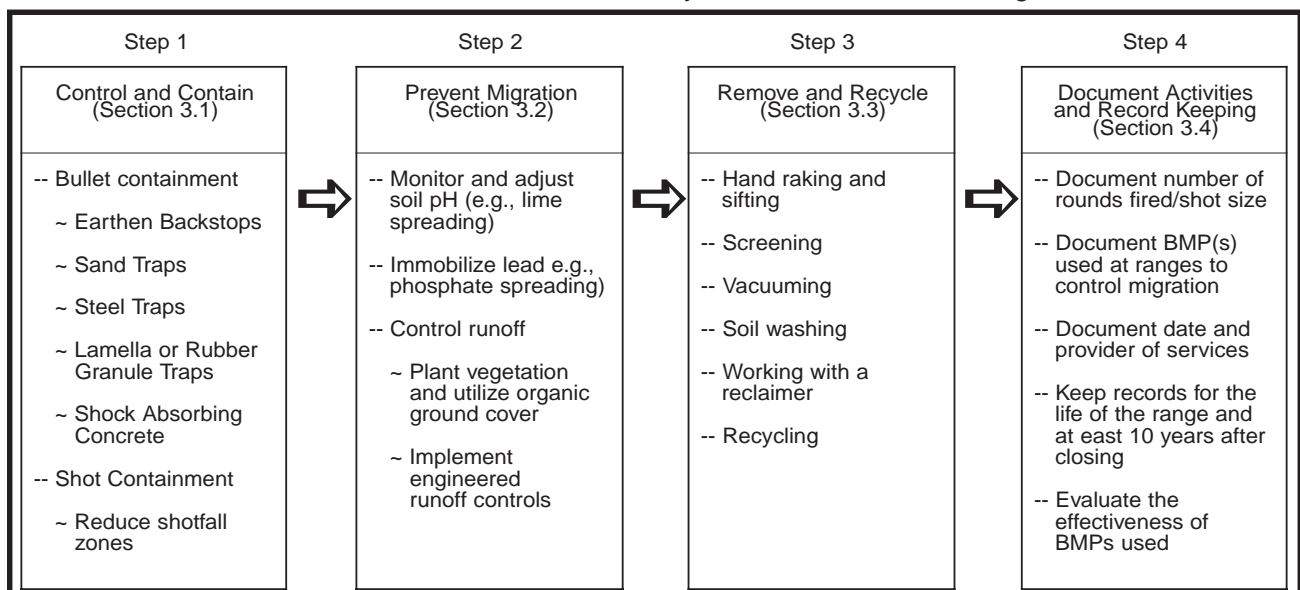 Step 1
Control and Contain
(Section 3.1)
-- Bullet containment
~ Earthen Backstops
~ Sand Traps
~ Steel Traps
~ Lamella or Rubber
Granule Traps
~ Shock Absorbing
Concrete
-- Shot Containment
~ Reduce shotfall
zones
Step 2
Prevent Migration
(Section 3.2)
-- Monitor and adjust
soil pH (e.g., lime
spreading)
-- Immobilize lead e.g.,
phosphate spreading)
-- Control runoff
~ Plant vegetation
and utilize organic
ground cover
~ Implement
engineered
runoff controls
Step 3
Remove and Recycle
(Section 3.3)
-- Hand raking and
sifting
-- Screening
-- Vacuuming
-- Soil washing
-- Working with a
reclaimer
-- Recycling
Step 4
Document Activities
and Record Keeping
(Section 3.4)
-- Document number of
rounds fired/shot size
-- Document BMP(s)
used at ranges to
control migration
-- Document date and
provider of services
-- Keep records for the
life of the range and
at east 10 years after
closing
-- Evaluate the
effectiveness of
BMPs used